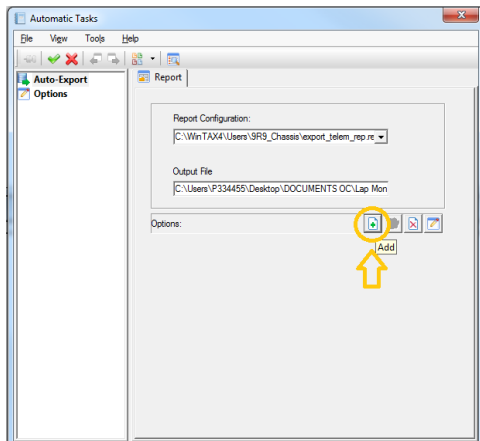 Automatic Tasks
File View Tools Help
Auto-Export
Options
Report
Report Configuration:
C:\WinTAX4\Users\9R9_Chassis\export_telem_rep.re
Output File
C:\Users\P334455\Desktop\DOCUMENTS OC\Lap Mon
Options:
Add